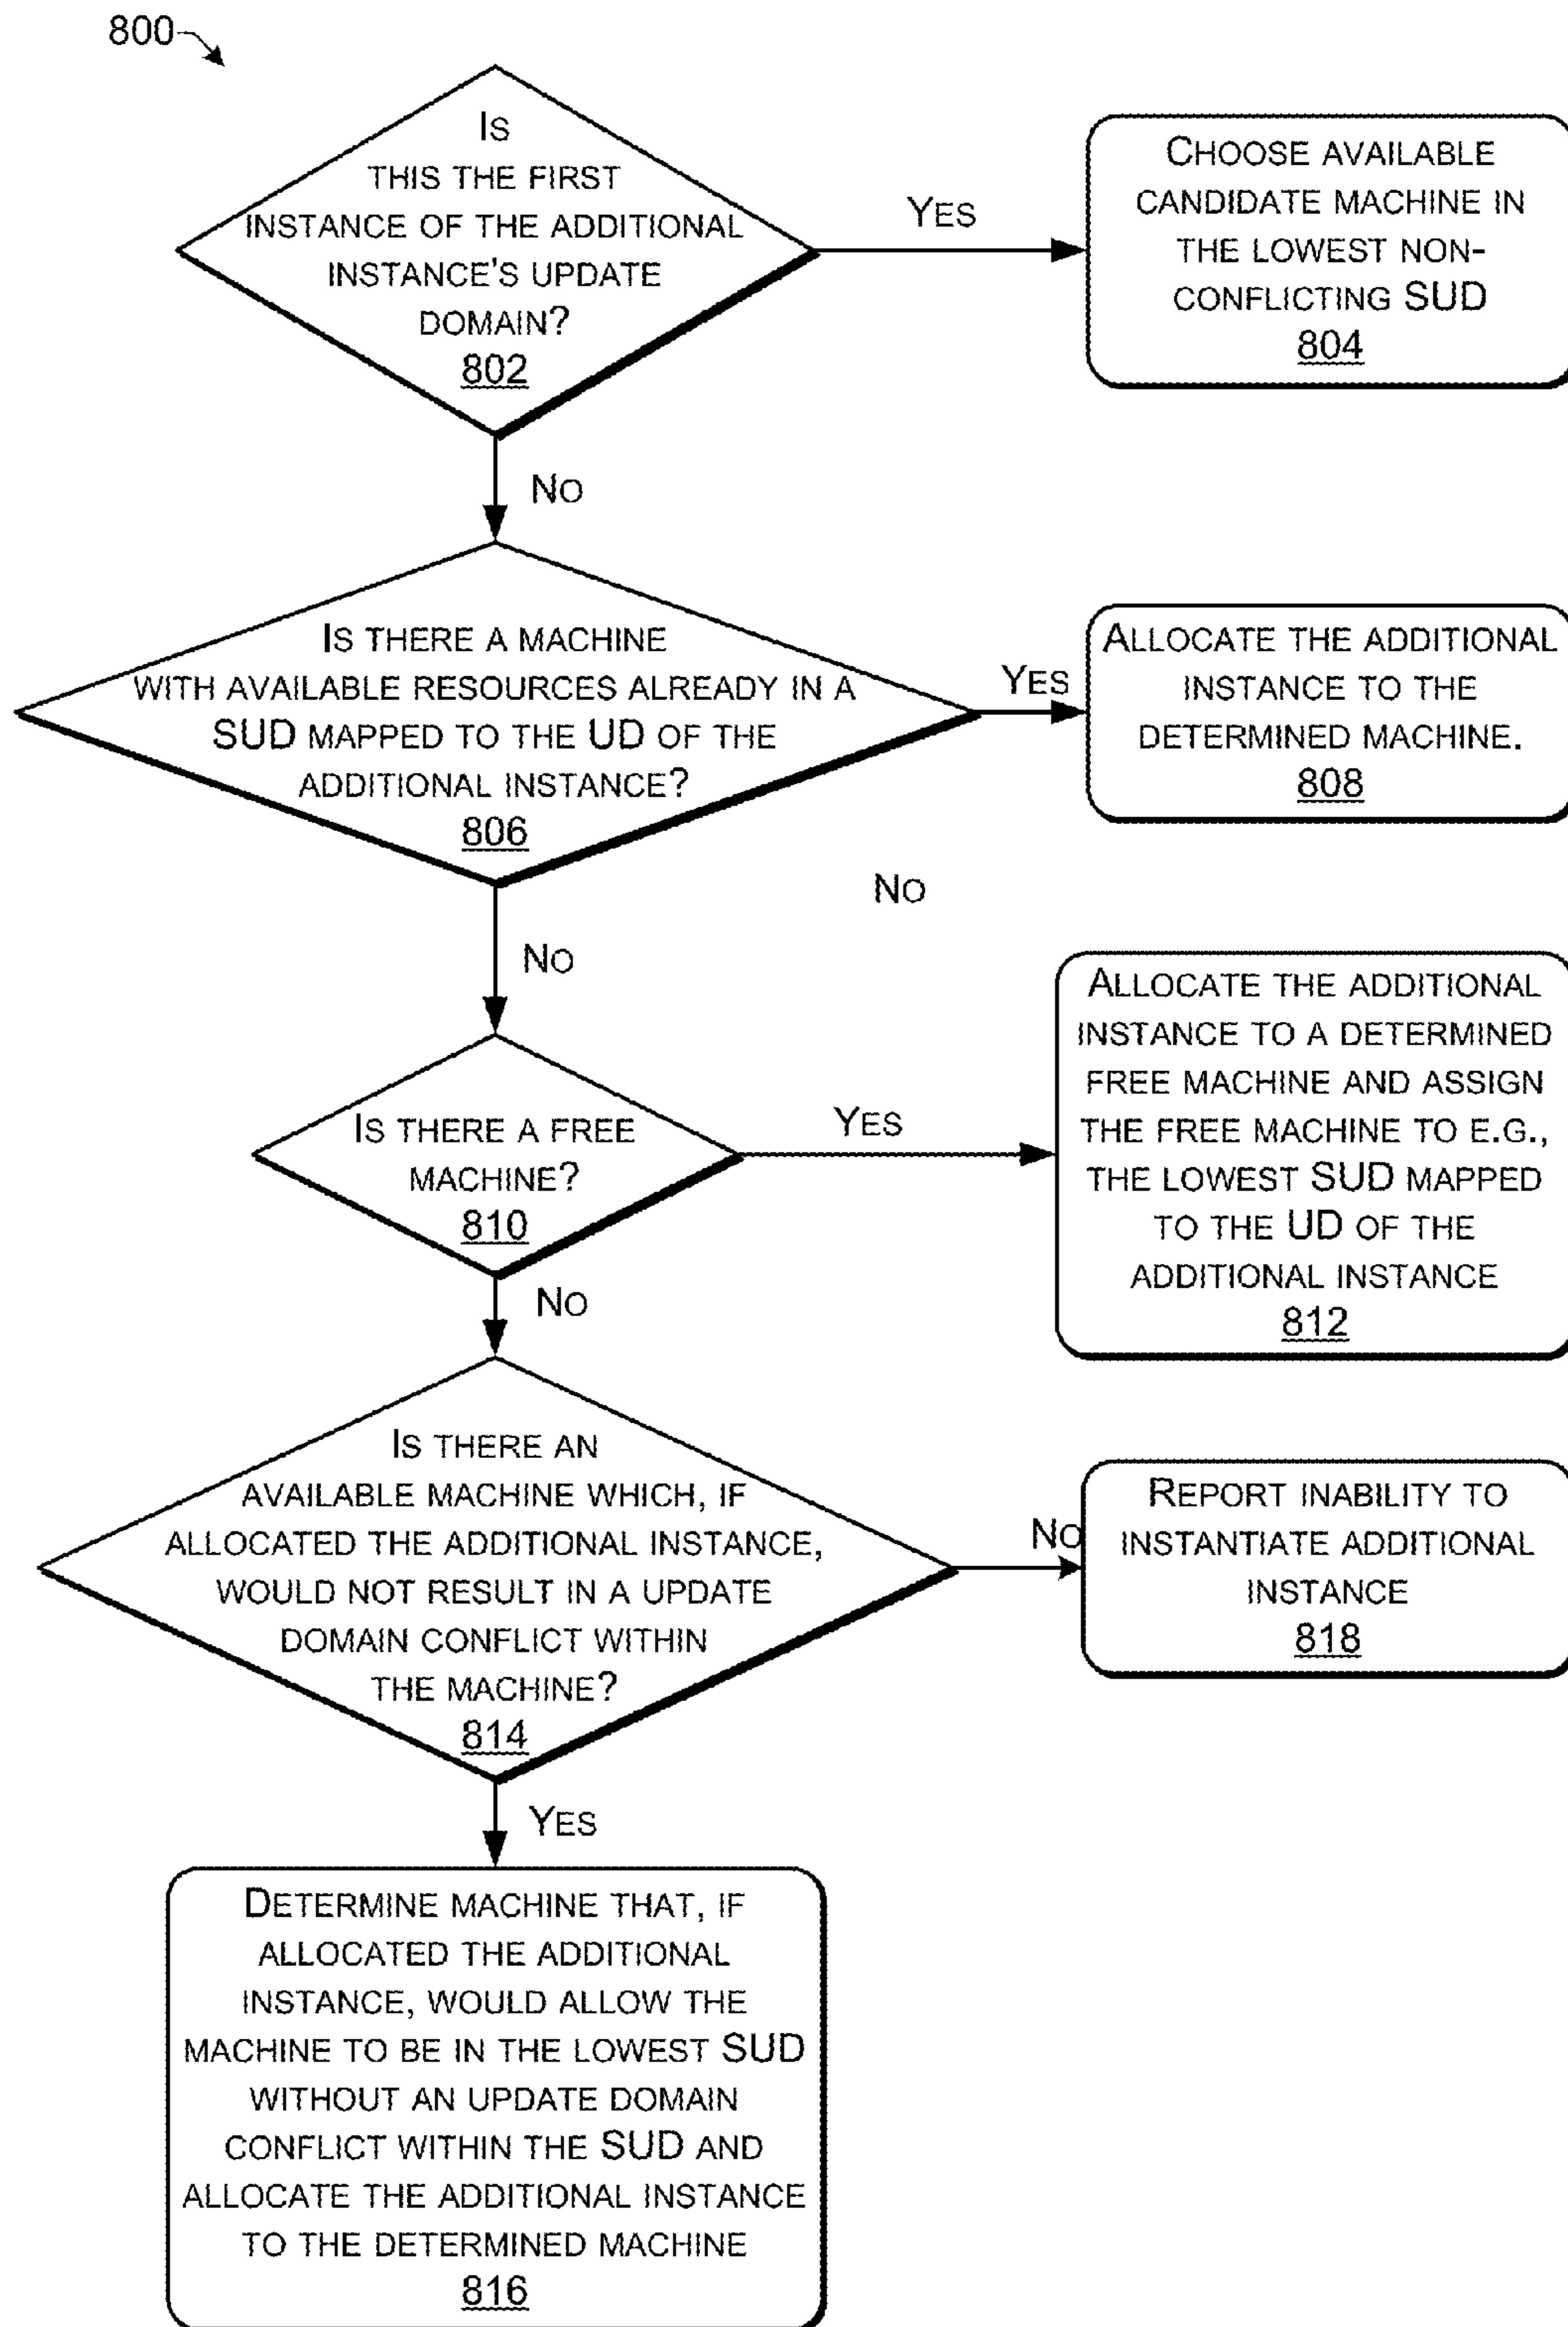 800
Is
THIS THE FIRST
INSTANCE OF THE ADDITIONAL
INSTANCE'S UPDATE
DOMAIN?
802
YES
CHOOSE AVAILABLE
CANDIDATE MACHINE IN
THE LOWEST NON-
CONFLICTING SUD
804
NO
IS THERE A MACHINE
WITH AVAILABLE RESOURCES ALREADY IN A
SUD MAPPED TO THE UD OF THE
ADDITIONAL INSTANCE?
806
YES
ALLOCATE THE ADDITIONAL
INSTANCE TO THE
DETERMINED MACHINE.
808
NO
NO
IS THERE A FREE
MACHINE?
810
YES
ALLOCATE THE ADDITIONAL
INSTANCE TO A DETERMINED
FREE MACHINE AND ASSIGN
THE FREE MACHINE TO E.G.,
THE LOWEST SUD MAPPED
TO THE UD OF THE
ADDITIONAL INSTANCE
812
NO
IS THERE AN
AVAILABLE MACHINE WHICH, IF
ALLOCATED THE ADDITIONAL INSTANCE,
WOULD NOT RESULT IN A UPDATE
DOMAIN CONFLICT WITHIN
THE MACHINE?
814
NO
REPORT INABILITY TO
INSTANTIATE ADDITIONAL
INSTANCE
818
YES
DETERMINE MACHINE THAT, IF
ALLOCATED THE ADDITIONAL
INSTANCE, WOULD ALLOW THE
MACHINE TO BE IN THE LOWEST SUD
WITHOUT AN UPDATE DOMAIN
CONFLICT WITHIN THE SUD AND
ALLOCATE THE ADDITIONAL INSTANCE
TO THE DETERMINED MACHINE
816